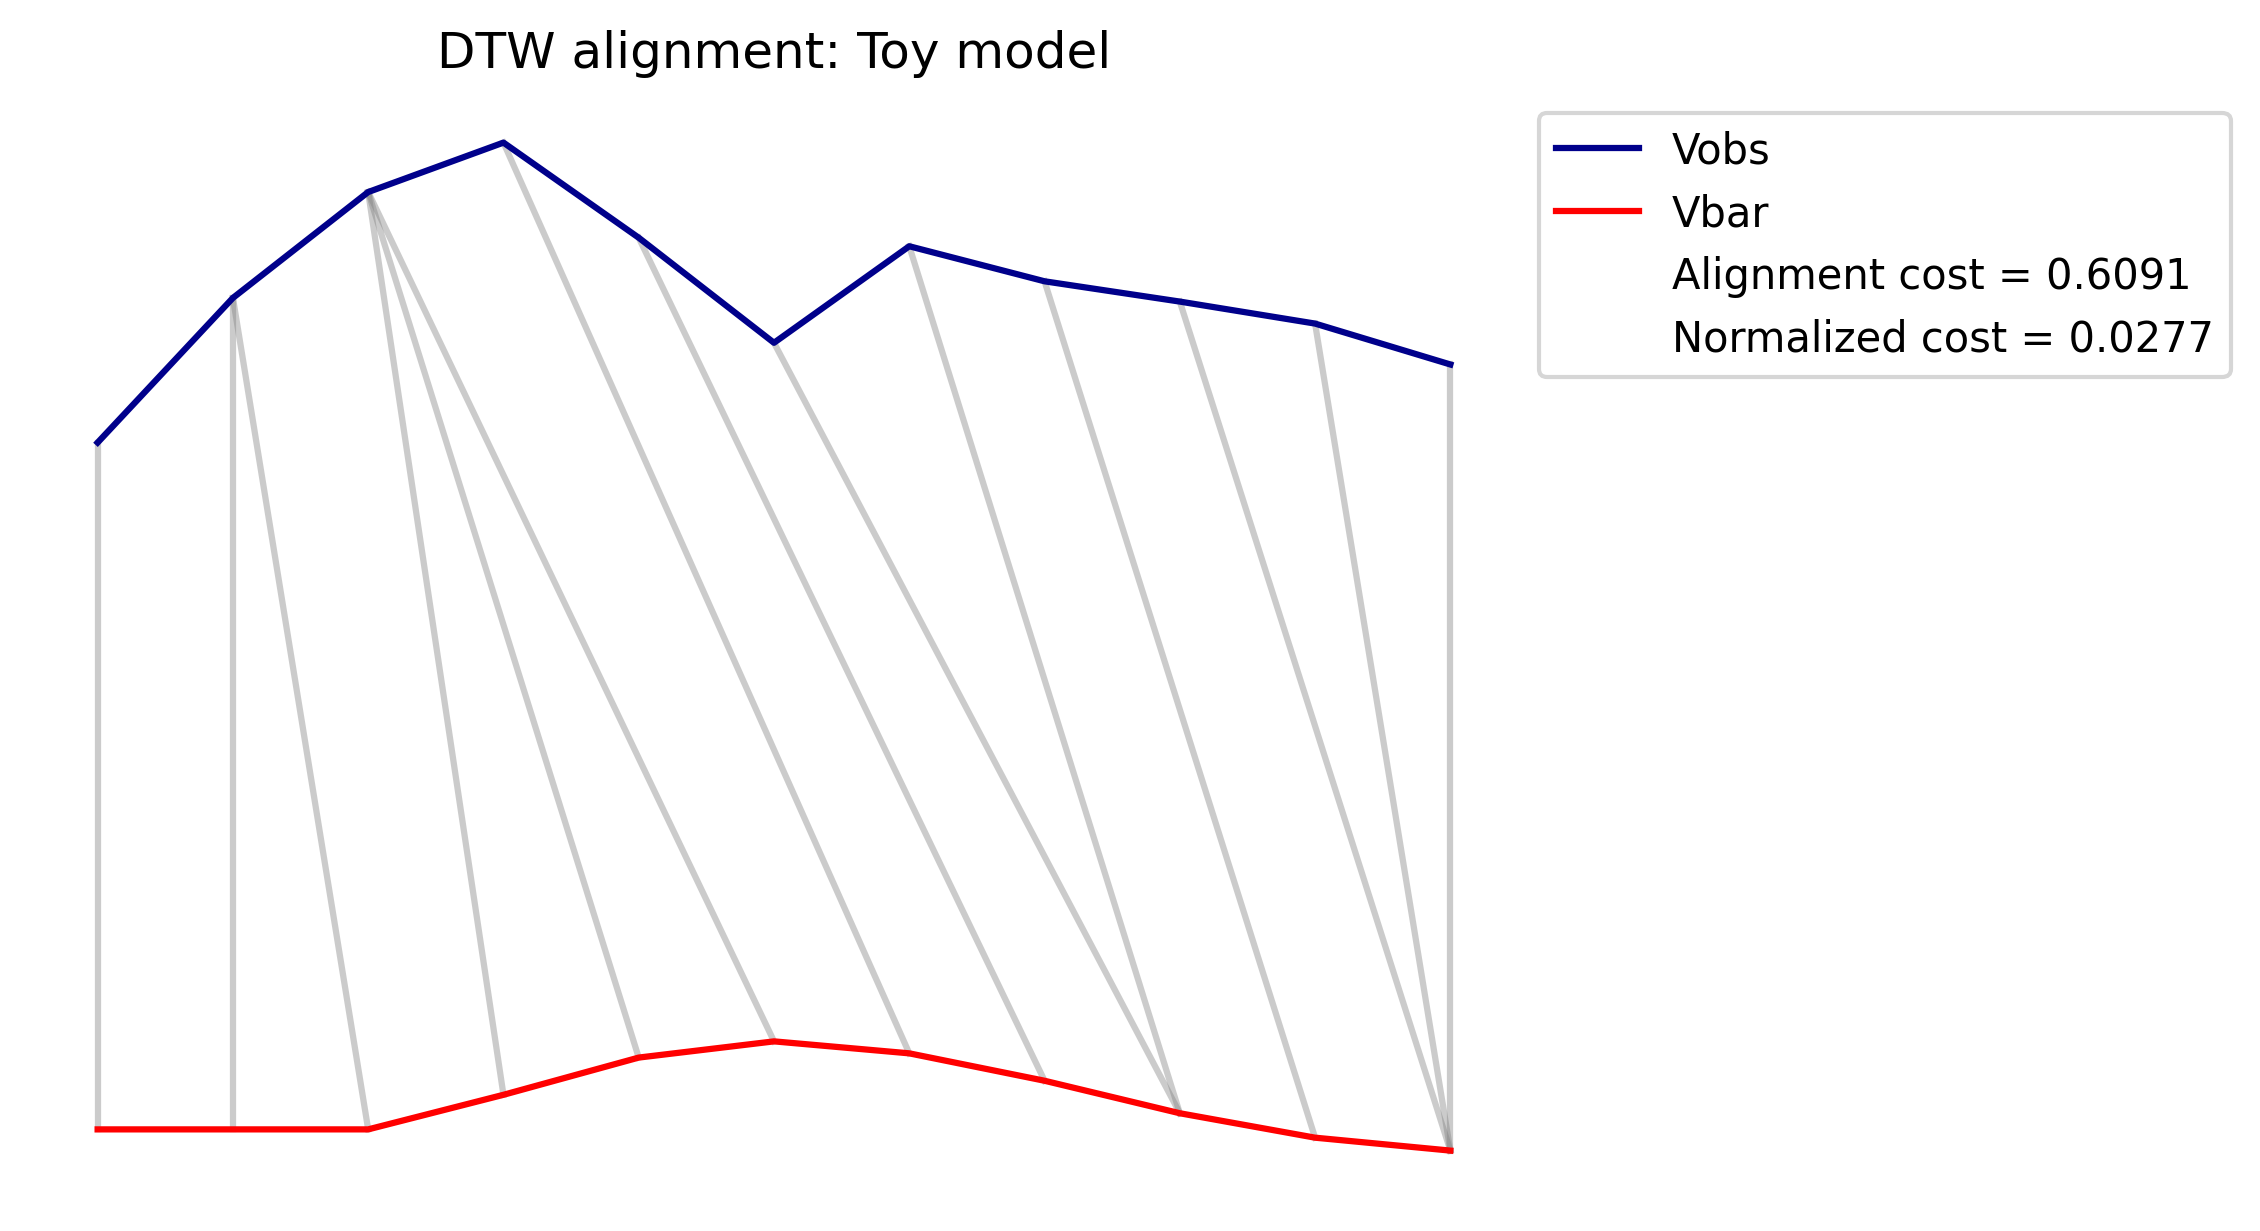 DTW alignment: Toy model
Vobs
Vbar
Alignment cost = 0.6091
Normalized cost = 0.0277